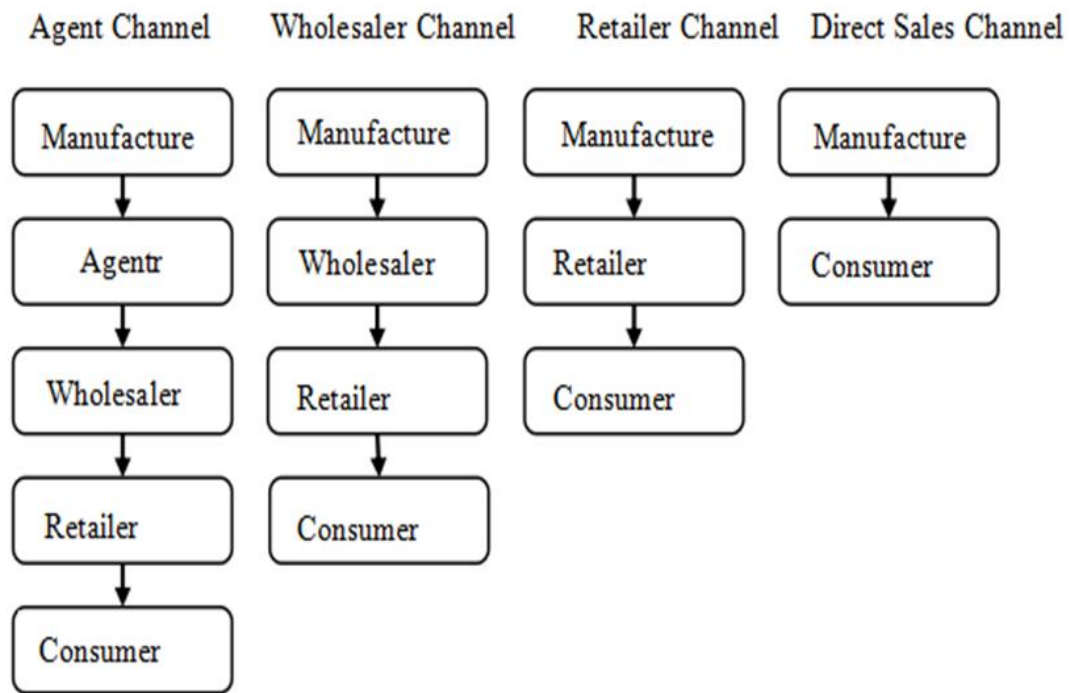 Agent Channel
Wholesaler Channel
Retailer Channel
Direct Sales Channel
Manufacture
Agentr
Wholesaler
Retailer
Consumer
Manufacture
Wholesaler
Retailer
Consumer
Manufacture
Retailer
Consumer
Manufacture
Consumer